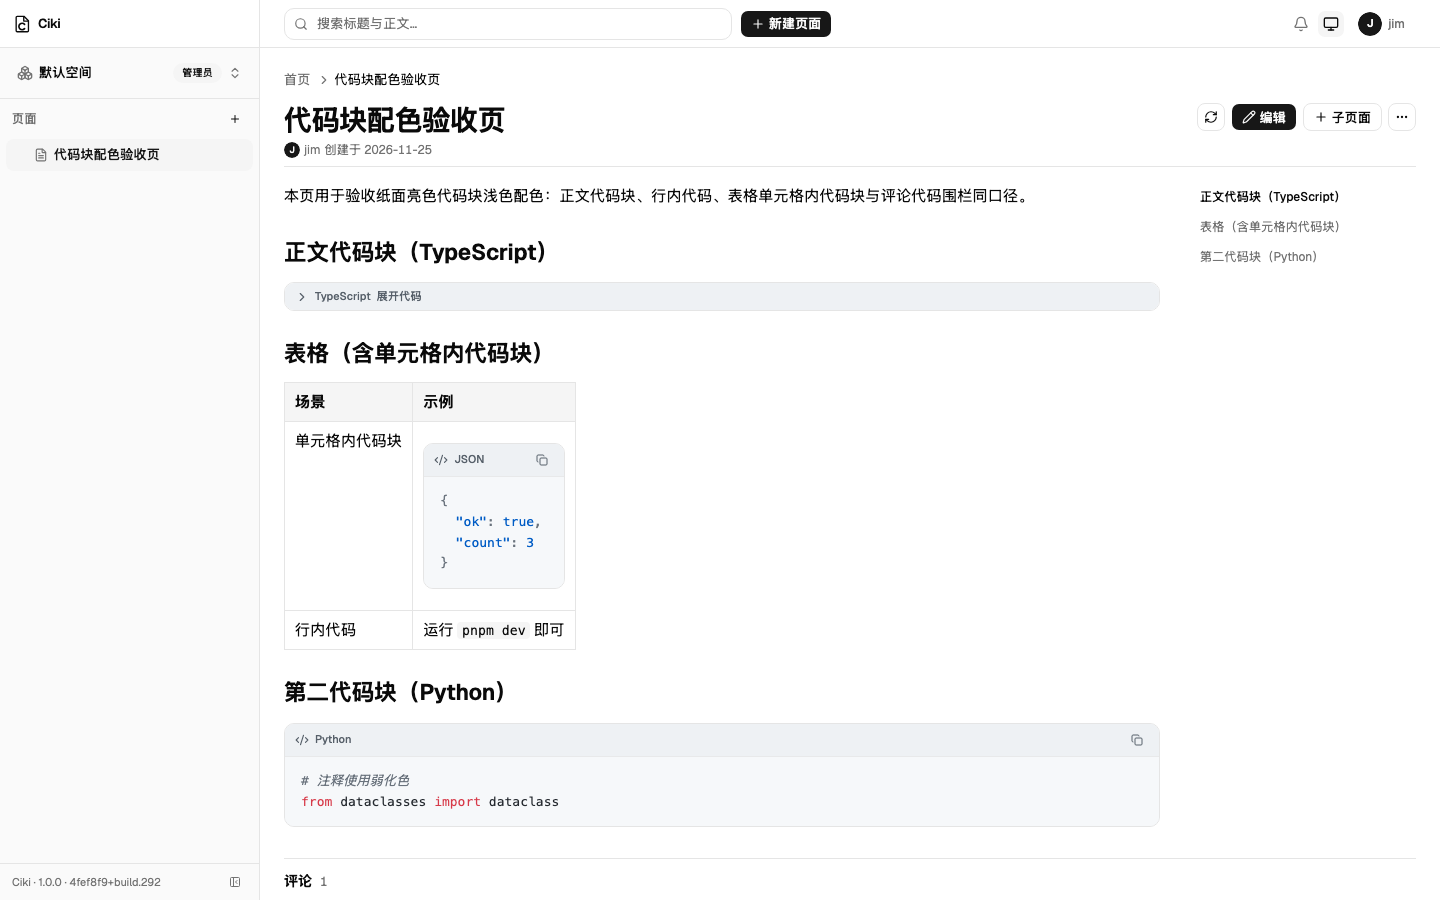 Ciki
搜索标题与正文...
+ 新建页面
J jim
默认空间
管理员
页面
代码块配色验收页
首页 > 代码块配色验收页
代码块配色验收页
编辑
+ 子页面
J jim 创建于 2026-11-25
本页用于验收纸面亮色代码块浅色配色：正文代码块、行内代码、表格单元格内代码块与评论代码围栏同口径。
正文代码块（TypeScript）
表格（含单元格内代码块）
第二代码块（Python）
正文代码块（TypeScript）
TypeScript 展开代码
表格（含单元格内代码块）
场景 示例
单元格内代码块
</> JSON
{
"ok": true,
"count": 3
}
行内代码 运行 pnpm dev 即可
第二代码块（Python）
</> Python
# 注释使用弱化色
from dataclasses import dataclass
评论 1
Ciki · 1.0.0 · 4fef8f9+build.292